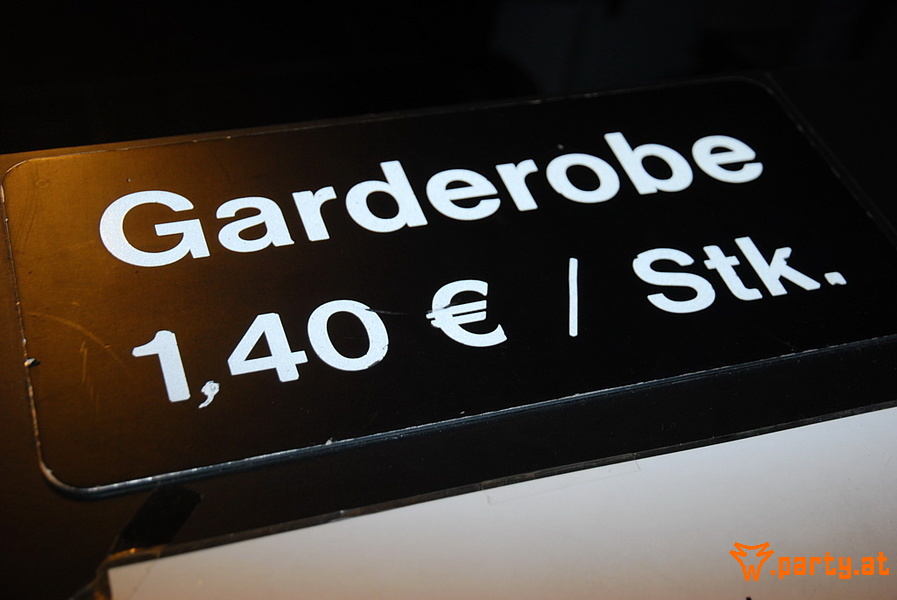 Garderobe
1,40 € / Stk.
W.party.at